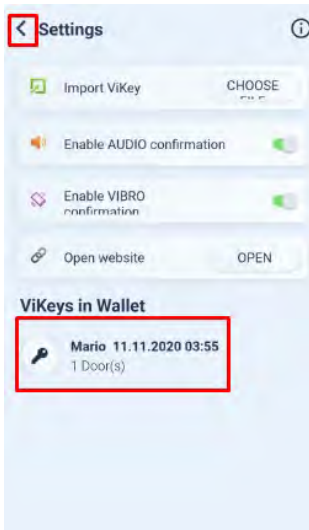 Settings
Import ViKey
CHOOSE
Enable AUDIO confirmation
Enable VIBRO
confirmation
Open website
OPEN
ViKeys in Wallet
Mario 11.11.2020 03:55
1 Door(s)